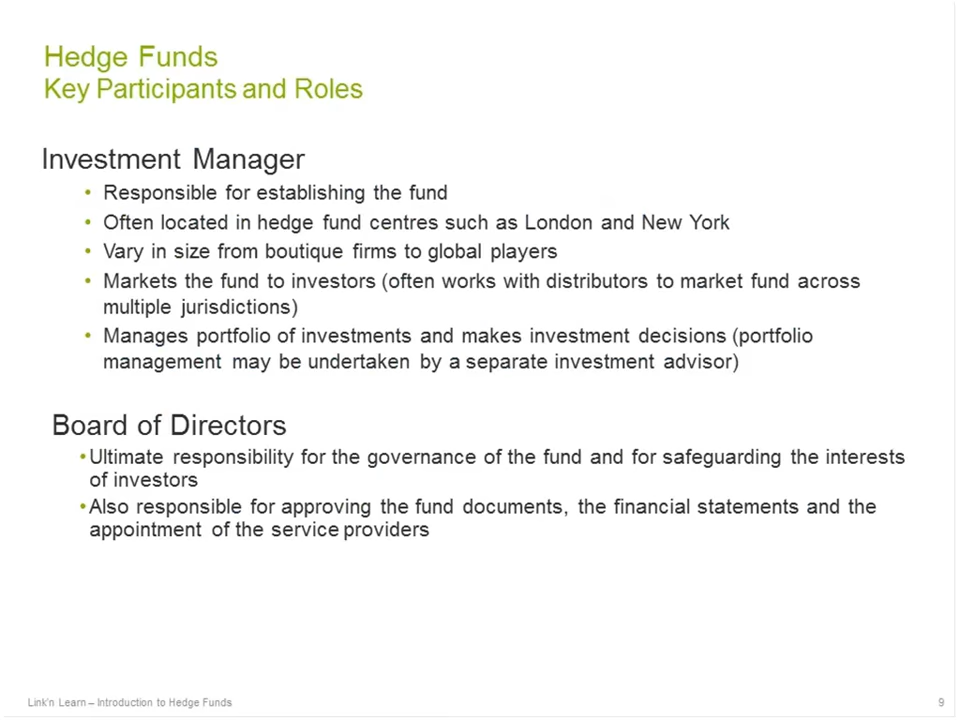 Hedge Funds
Key Participants and Roles
Investment Manager
• Responsible for establishing the fund
• Often located in hedge fund centres such as London and New York
• Vary in size from boutique firms to global players
• Markets the fund to investors (often works with distributors to market fund across
multiple jurisdictions)
• Manages portfolio of investments and makes investment decisions (portfolio
management may be undertaken by a separate investment advisor)
Board of Directors
• Ultimate responsibility for the governance of the fund and for safeguarding the interests
of investors
• Also responsible for approving the fund documents, the financial statements and the
appointment of the service providers
Link'n Learn – Introduction to Hedge Funds
9